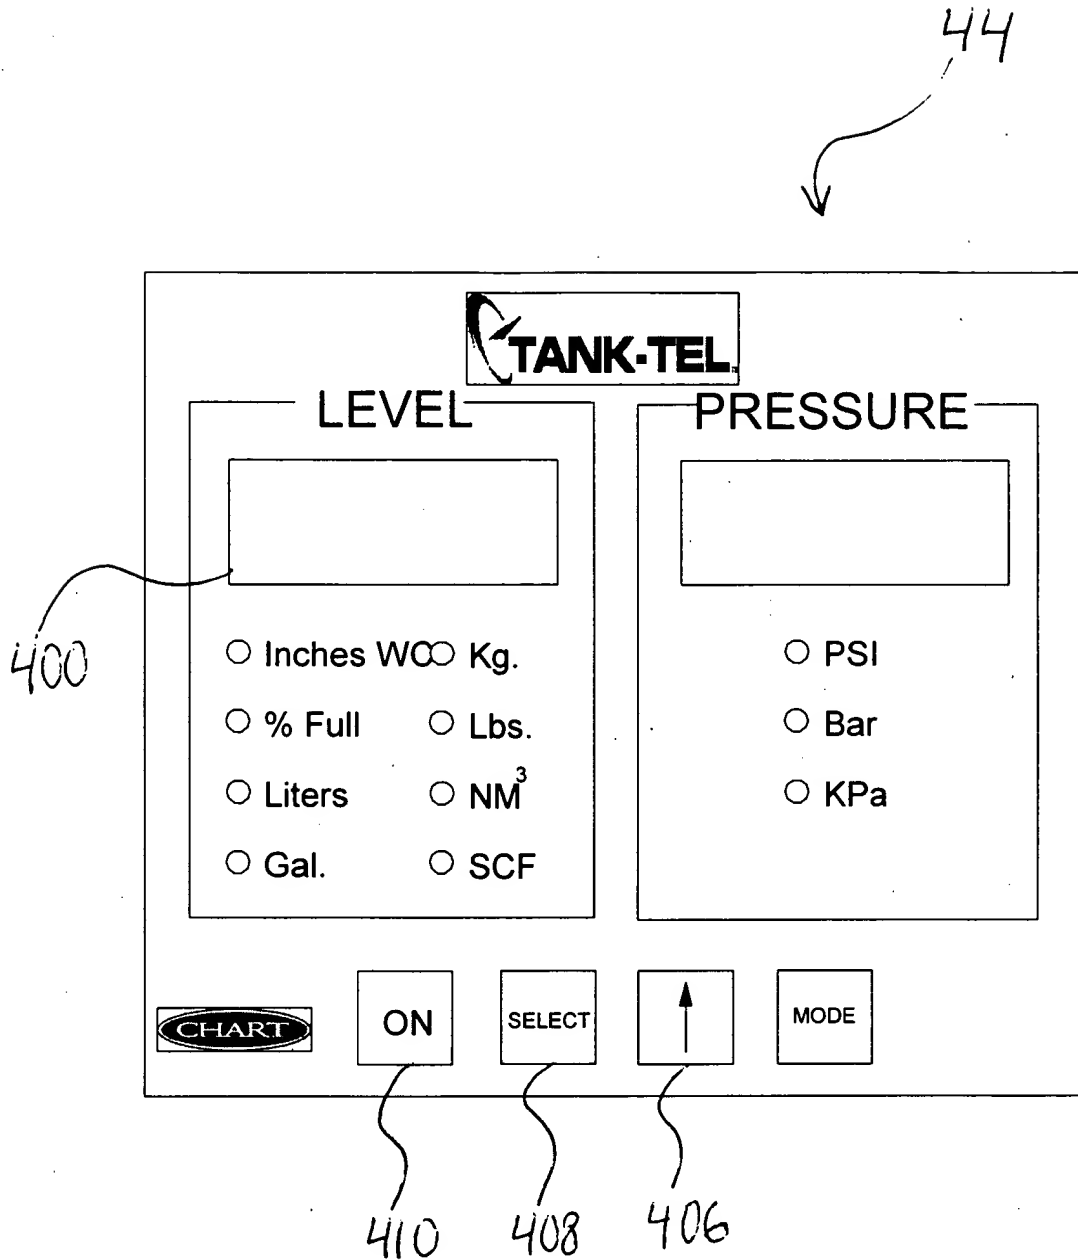 44
TANK-TEL
LEVEL
PRESSURE
400
Inches WC
Kg.
PSI
% Full
Lbs.
Bar
Liters
NM³
KPa
Gal.
SCF
CHART
ON
SELECT
MODE
410
408
406